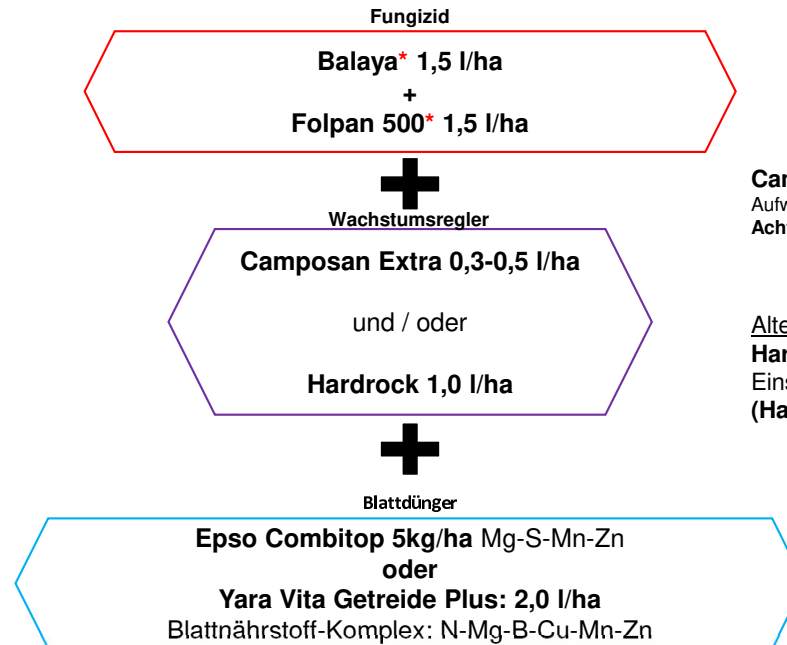 Fungizid
Balaya* 1,5 l/ha
+
Folpan 500* 1,5 l/ha
Wachstumsregler
Camposan Extra 0,3-0,5 l/ha
und / oder
Hardrock 1,0 l/ha
Blattdünger
Epso Combitop 5kg/ha Mg-S-Mn-Zn
oder
Yara Vita Getreide Plus: 2,0 l/ha
Blattnährstoff-Komplex: N-Mg-B-Cu-Mn-Zn